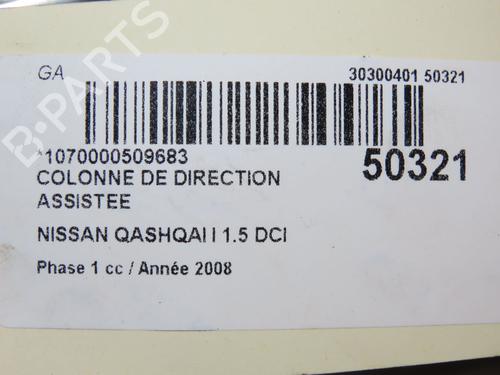 GA
30300401 50321
*1070000509683
50321
COLONNE DE DIRECTION
ASSISTEE
NISSAN QASHQAI I 1.5 DCI
Phase 1 cc / Année 2008
B-PARTS